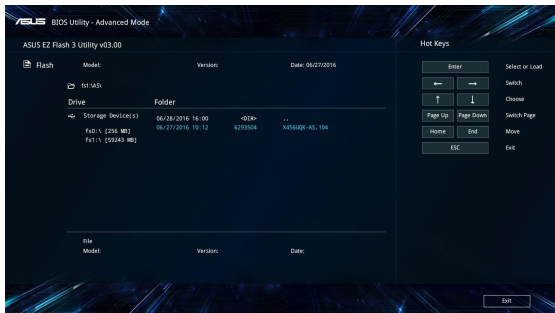 ASUS BIOS Utility - Advanced Mode
ASUS EZ Flash 3 Utility v03.00
Hot Keys
Flash Model: Version: Date: 06/27/2016
Enter Select or Load
fs1:\AS\
← → Switch
Drive Folder
↑ ↓ Choose
Storage Device(s) 06/28/2016 16:00 <DIR> ..
Page Up Page Down Switch Page
fs0:\ [256 MB] 06/27/2016 10:12 6293504 X456UQK-AS.104
fs1:\ [59243 MB]
Home End Move
ESC Exit
File
Model: Version: Date:
Exit